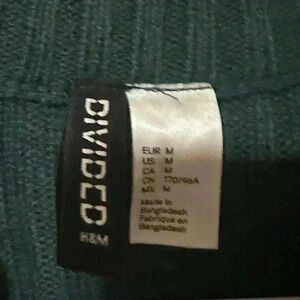 DIVIDED
H&M
EUR M
US M
CA M
CN 170/96A
MX M
Made in
Bangladesh
Fabriqué en
Bangladesh